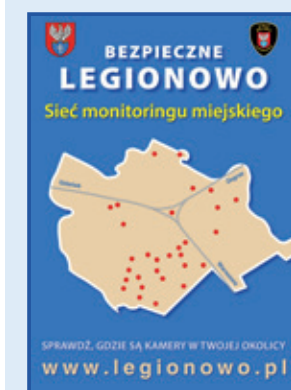 BEZPIECZNE
LEGIONOWO
Sieć monitoringu miejskiego
SPRAWDŹ, GDZIE SĄ KAMERY W TWOJEJ OKOLICY
www.legionowo.pl